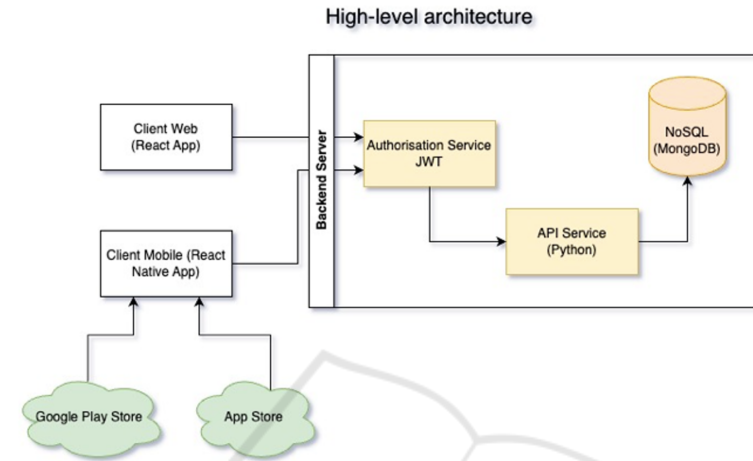 High-level architecture
Client Web
(React App)
Backend Server
Authorisation Service
JWT
NoSQL
(MongoDB)
Client Mobile (React
Native App)
API Service
(Python)
Google Play Store
App Store